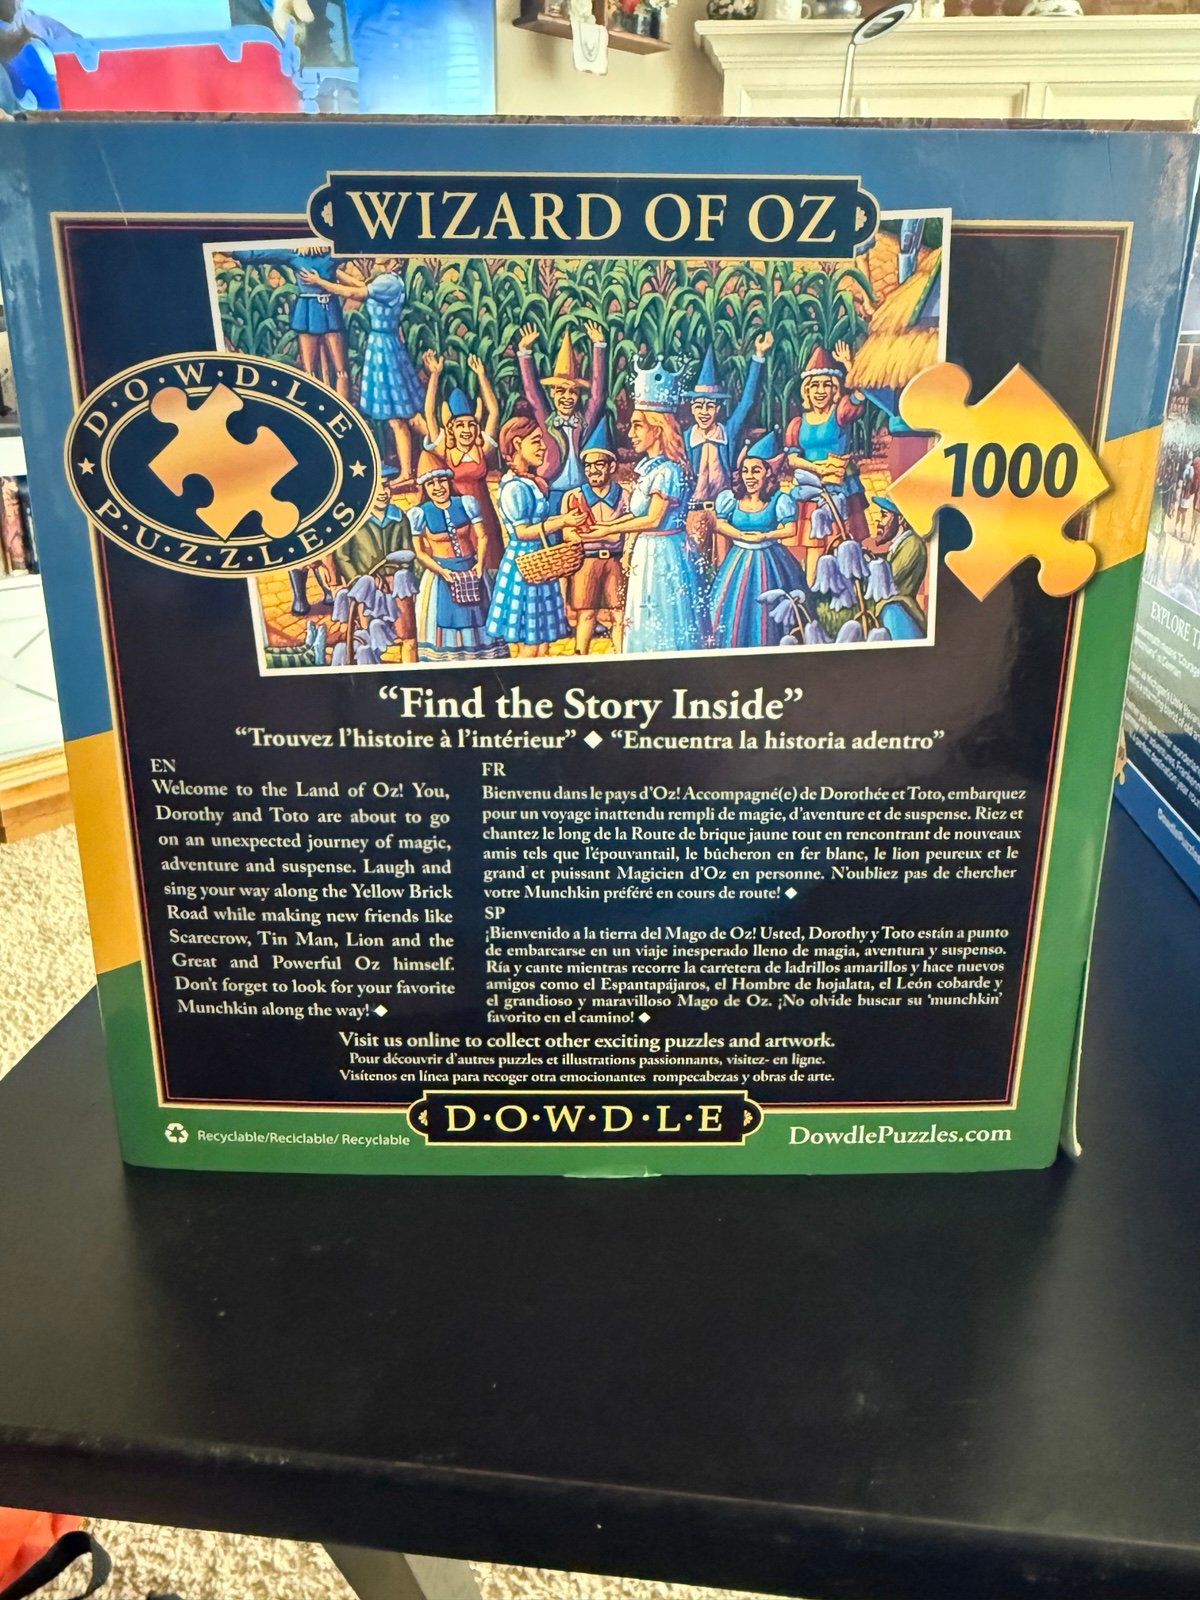 WIZARD OF OZ
D·O·W·D·L·E
P·U·Z·Z·L·E·S
1000
“Find the Story Inside”
“Trouvez l’histoire à l’intérieur” ◆ “Encuentra la historia adentro”
EN
Welcome to the Land of Oz! You,
Dorothy and Toto are about to go
on an unexpected journey of magic,
adventure and suspense. Laugh and
sing your way along the Yellow Brick
Road while making new friends like
Scarecrow, Tin Man, Lion and the
Great and Powerful Oz himself.
Don’t forget to look for your favorite
Munchkin along the way! ◆
FR
Bienvenu dans le pays d’Oz! Accompagné(e) de Dorothée et Toto, embarquez
pour un voyage inattendu rempli de magie, d’aventure et de suspense. Riez et
chantez le long de la Route de brique jaune tout en rencontrant de nouveaux
amis tels que l’épouvantail, le bûcheron en fer blanc, le lion peureux et le
grand et puissant Magicien d’Oz en personne. N’oubliez pas de chercher
votre Munchkin préféré en cours de route! ◆
SP
¡Bienvenido a la tierra del Mago de Oz! Usted, Dorothy y Toto están a punto
de embarcarse en un viaje inesperado lleno de magia, aventura y suspenso.
Ría y cante mientras recorre la carretera de ladrillos amarillos y hace nuevos
amigos como el Espantapájaros, el Hombre de hojalata, el León cobarde y
el grandioso y maravilloso Mago de Oz. ¡No olvide buscar su ‘munchkin’
favorito en el camino! ◆
Visit us online to collect other exciting puzzles and artwork.
Pour découvrir d’autres puzzles et illustrations passionnants, visitez- en ligne.
Visítenos en línea para recoger otra emocionantes rompecabezas y obras de arte.
D·O·W·D·L·E
Recyclable/Reciclable/ Recyclable
DowdlePuzzles.com
EXPLORE